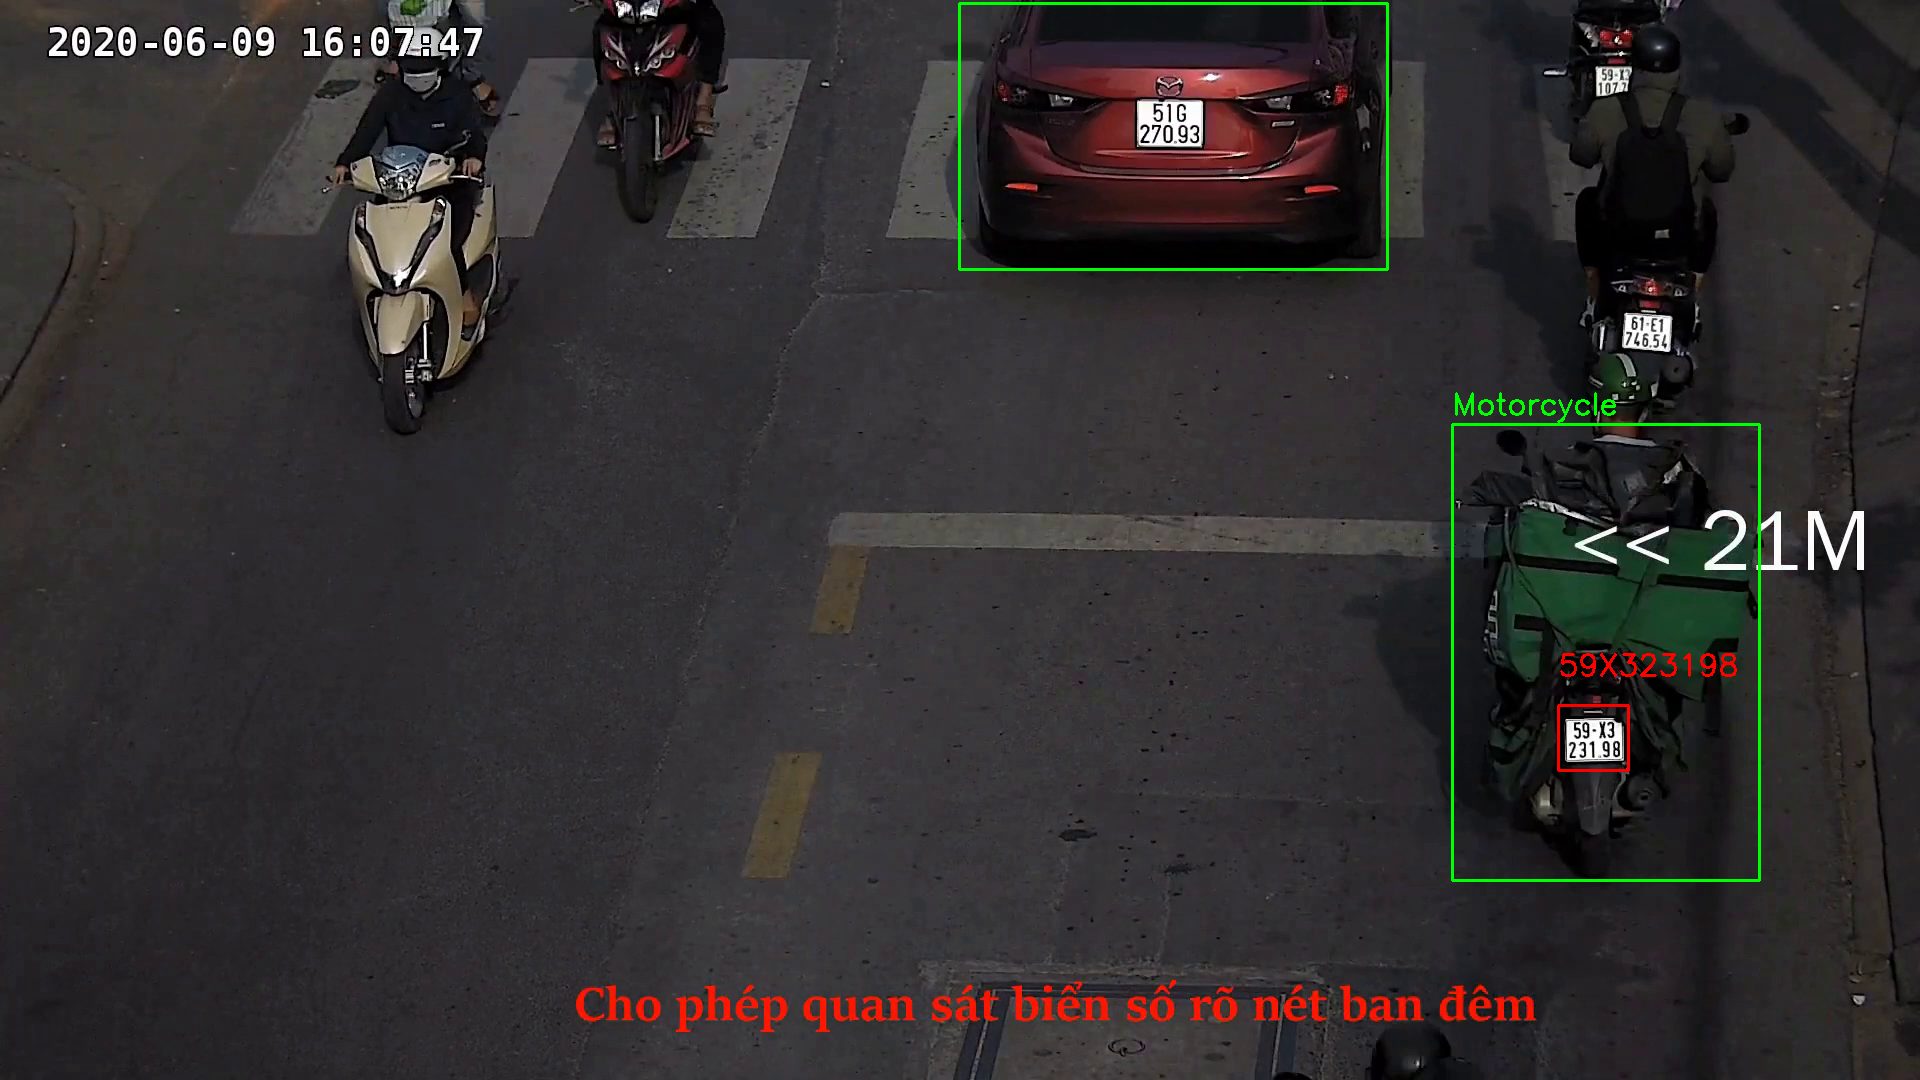 2020-06-09 16:07:47
59-X3
51G
270.93
61-E1
746.54
Motorcycle
<< 21M
59X323198
59-X3
231.98
Cho phép quan sát biển số rõ nét ban đêm